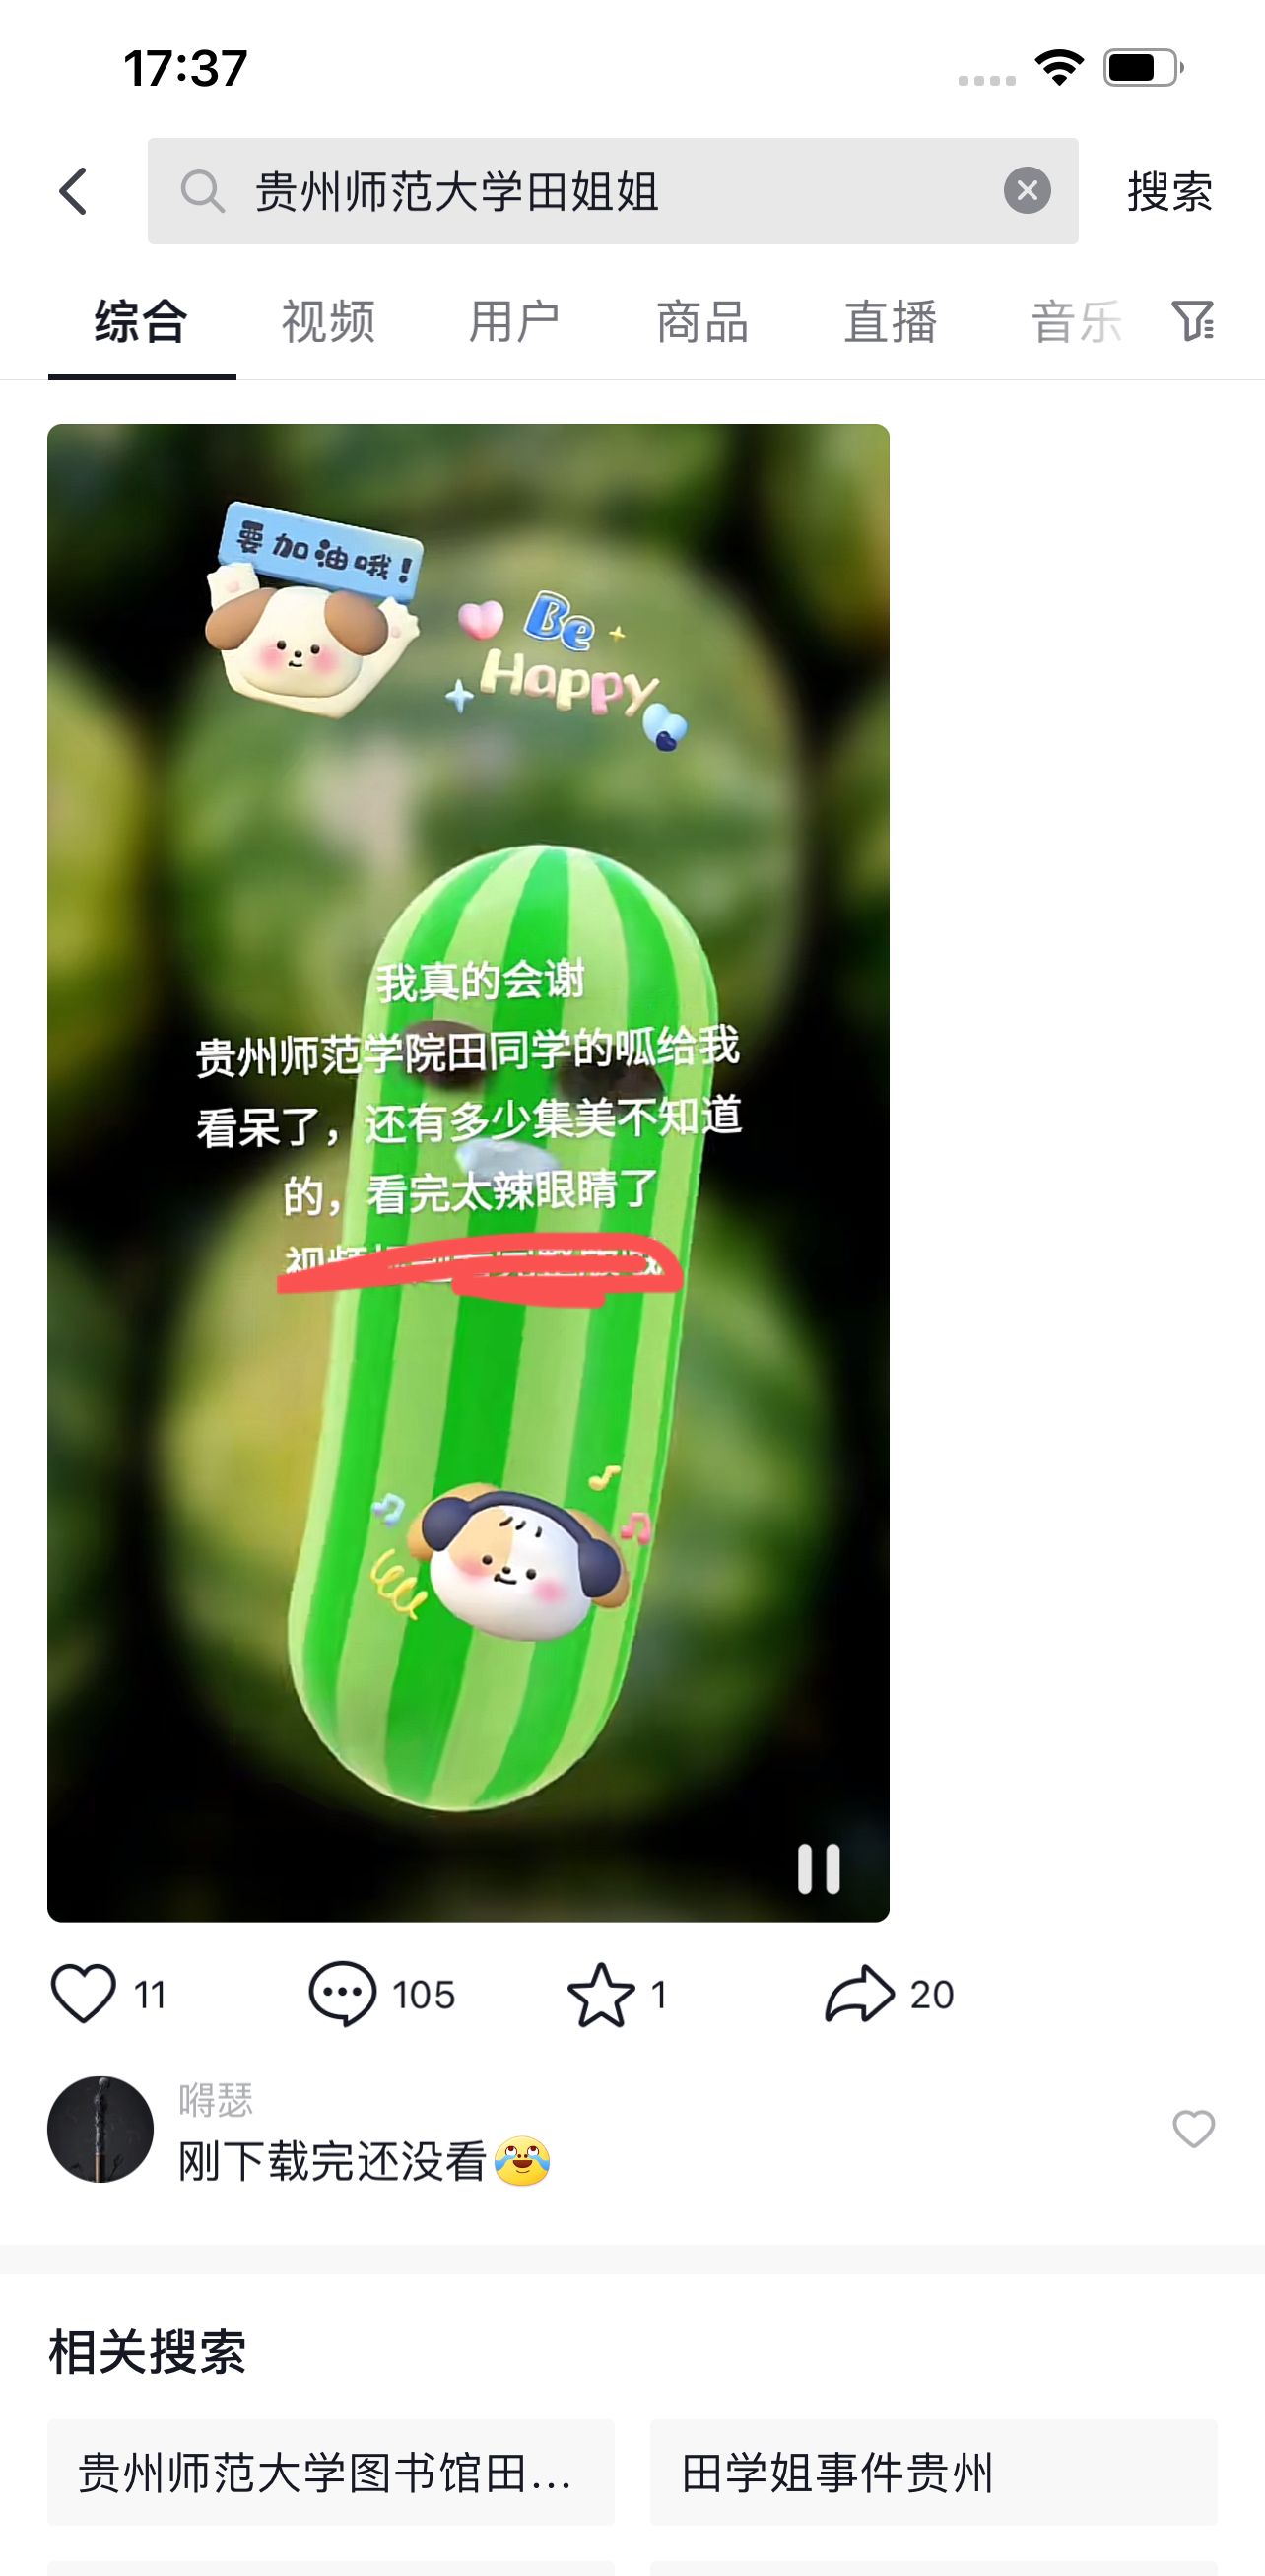 17:37
贵州师范大学田姐姐
搜索
综合 视频 用户 商品 直播 音乐
要加油哦!
Be
Happy
我真的会谢
贵州师范学院田同学的呱给我
看呆了，还有多少集美不知道
的，看完太辣眼睛了
视频
11 105 1 20
嘚瑟
刚下载完还没看
相关搜索
贵州师范大学图书馆田...
田学姐事件贵州